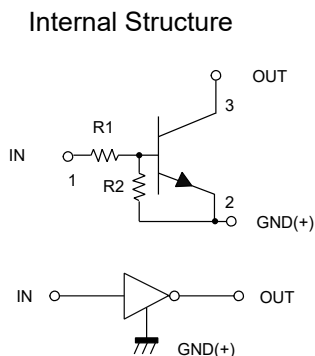 Internal Structure
OUT
3
R1
IN
1
R2
2
GND(+)
IN
OUT
GND(+)